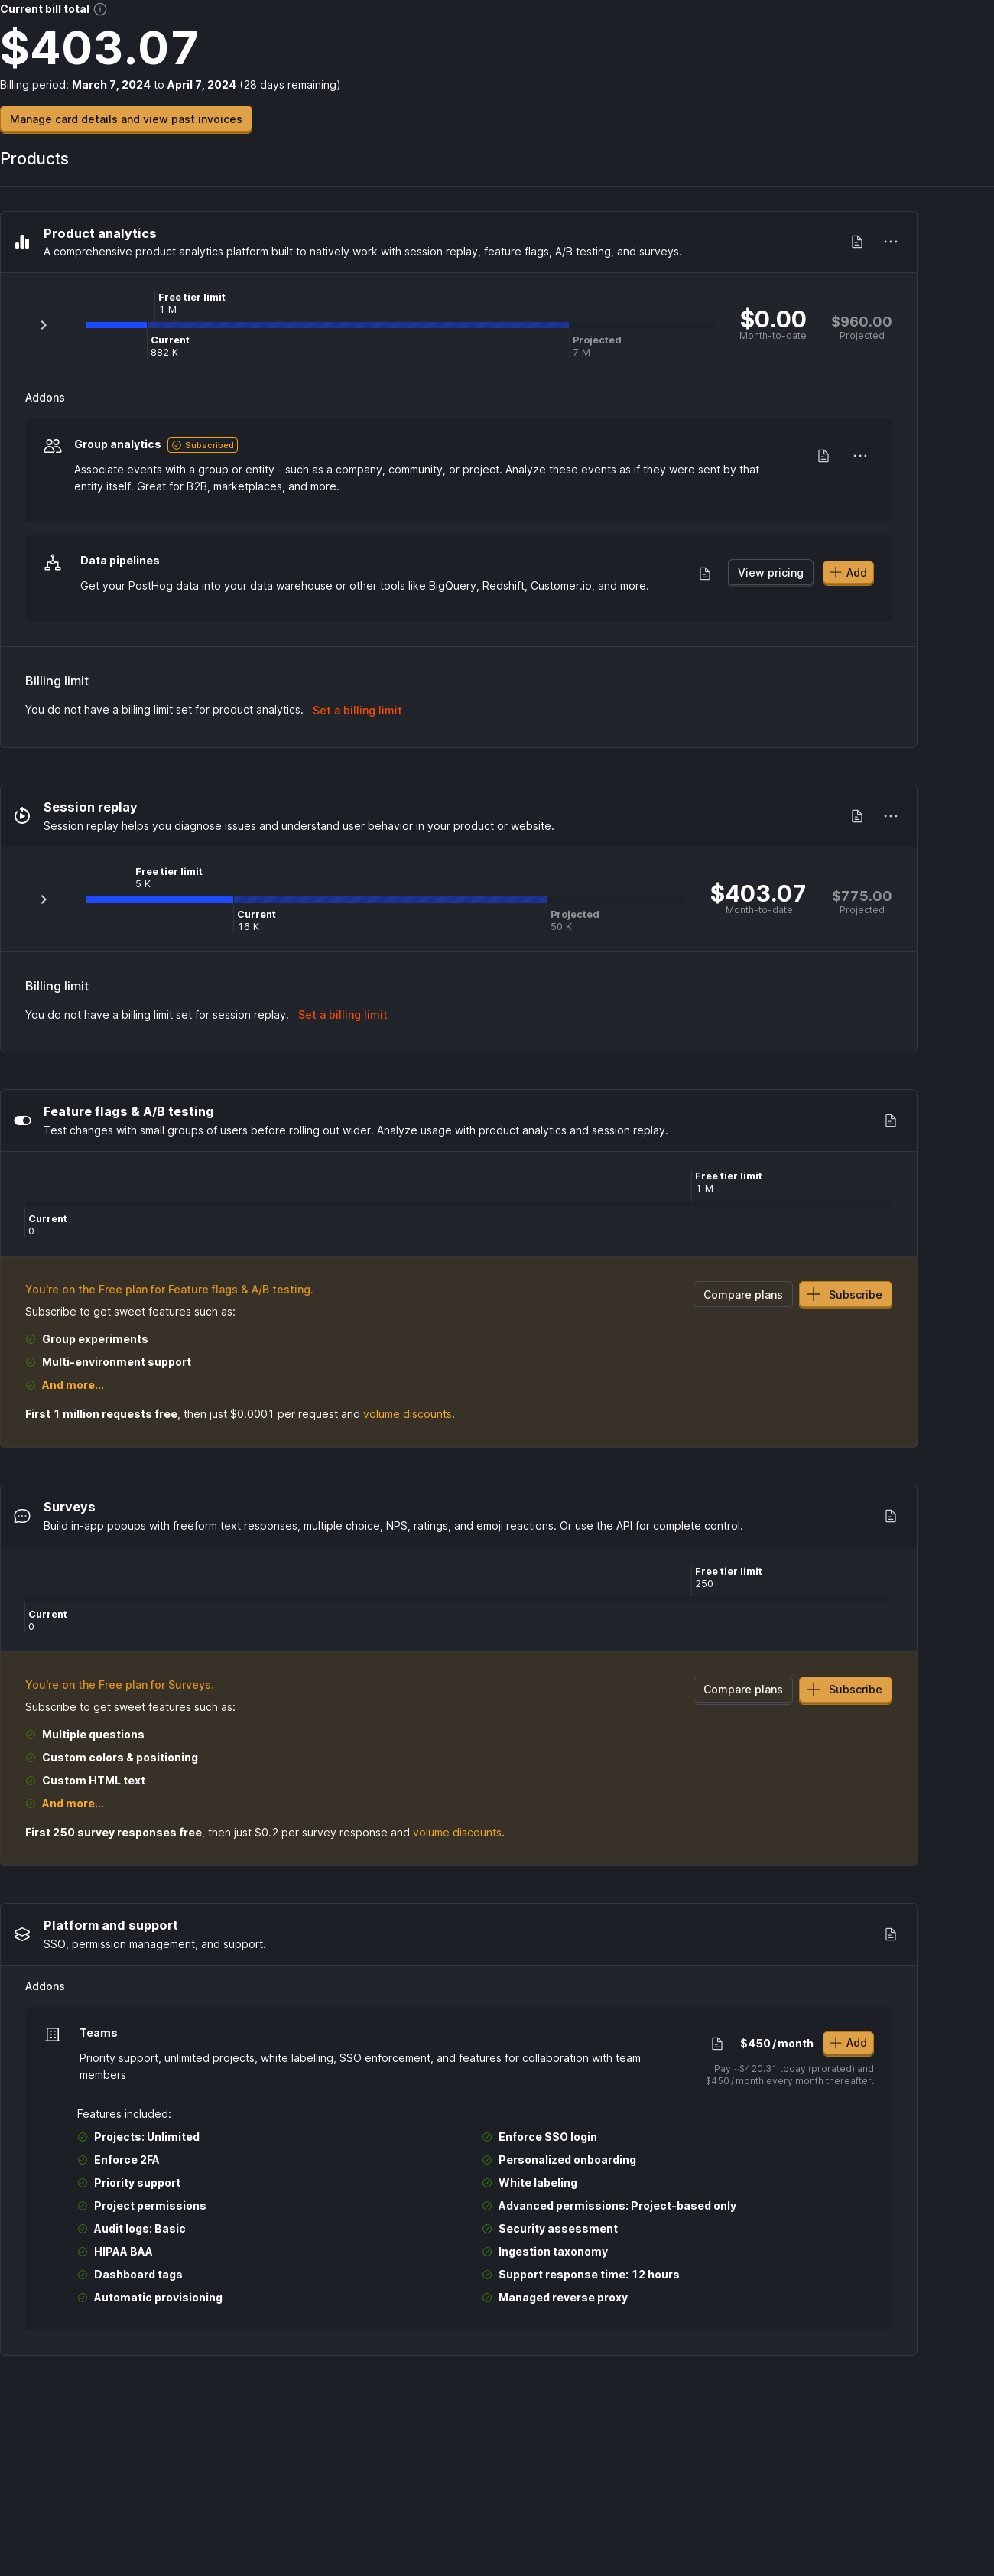 Current bill total
$403.07
Billing period: March 7, 2024 to April 7, 2024 (28 days remaining)
Manage card details and view past invoices
Products
Product analytics
A comprehensive product analytics platform built to natively work with session replay, feature flags, A/B testing, and surveys.
Free tier limit
1 M
Current
882 K
Projected
7 M
$0.00
Month-to-date
$960.00
Projected
Addons
Group analytics Subscribed
Associate events with a group or entity - such as a company, community, or project. Analyze these events as if they were sent by that
entity itself. Great for B2B, marketplaces, and more.
Data pipelines
Get your PostHog data into your data warehouse or other tools like BigQuery, Redshift, Customer.io, and more.
View pricing
Add
Billing limit
You do not have a billing limit set for product analytics. Set a billing limit
Session replay
Session replay helps you diagnose issues and understand user behavior in your product or website.
Free tier limit
5 K
Current
16 K
Projected
50 K
$403.07
Month-to-date
$775.00
Projected
Billing limit
You do not have a billing limit set for session replay. Set a billing limit
Feature flags & A/B testing
Test changes with small groups of users before rolling out wider. Analyze usage with product analytics and session replay.
Free tier limit
1 M
Current
0
You're on the Free plan for Feature flags & A/B testing.
Compare plans
Subscribe
Subscribe to get sweet features such as:
Group experiments
Multi-environment support
And more...
First 1 million requests free, then just $0.0001 per request and volume discounts.
Surveys
Build in-app popups with freeform text responses, multiple choice, NPS, ratings, and emoji reactions. Or use the API for complete control.
Free tier limit
250
Current
0
You're on the Free plan for Surveys.
Compare plans
Subscribe
Subscribe to get sweet features such as:
Multiple questions
Custom colors & positioning
Custom HTML text
And more...
First 250 survey responses free, then just $0.2 per survey response and volume discounts.
Platform and support
SSO, permission management, and support.
Addons
Teams
Priority support, unlimited projects, white labelling, SSO enforcement, and features for collaboration with team
members
$450/month
Add
Pay ~$420.31 today (prorated) and
$450/month every month thereafter.
Features included:
Projects: Unlimited
Enforce 2FA
Priority support
Project permissions
Audit logs: Basic
HIPAA BAA
Dashboard tags
Automatic provisioning
Enforce SSO login
Personalized onboarding
White labeling
Advanced permissions: Project-based only
Security assessment
Ingestion taxonomy
Support response time: 12 hours
Managed reverse proxy